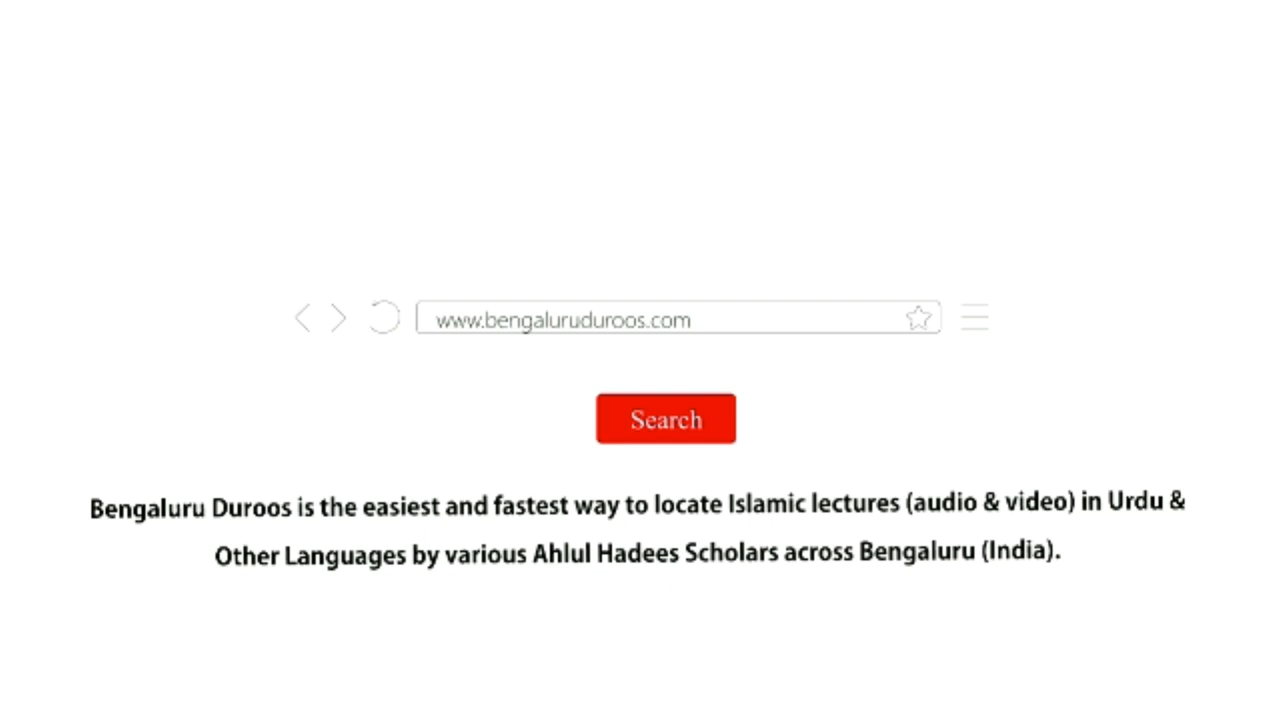 www.bengaluruduroos.com
Search
Bengaluru Duroos is the easiest and fastest way to locate Islamic lectures (audio & video) in Urdu &
Other Languages by various Ahlul Hadees Scholars across Bengaluru (India).